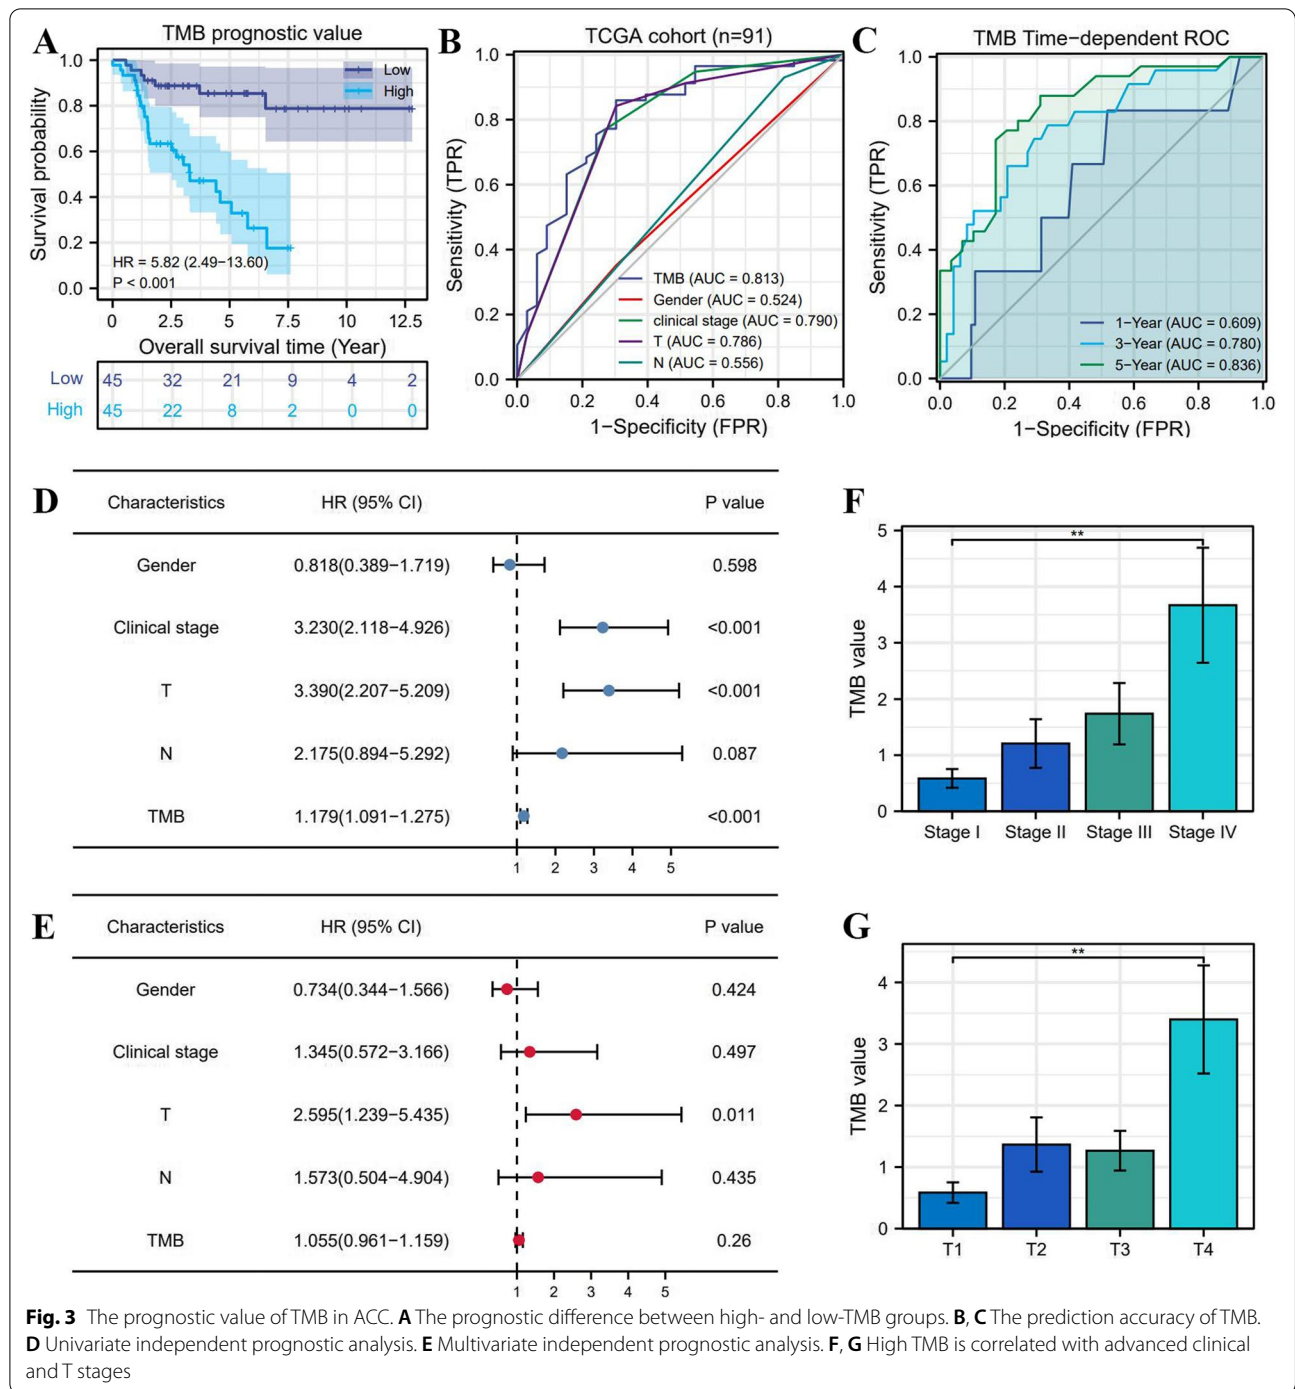 A
TMB prognostic value
Survival probability
1.0
0.8
0.6
0.4
0.2
0.0
Low
High
HR = 5.82 (2.49−13.60)
P < 0.001
0 2.5 5 7.5 10 12.5
Overall survival time (Year)
Low 45 32 21 9 4 2
High 45 22 8 2 0 0
B
TCGA cohort (n=91)
Sensitivity (TPR)
1.0
0.8
0.6
0.4
0.2
0.0
TMB (AUC = 0.813)
Gender (AUC = 0.524)
clinical stage (AUC = 0.790)
T (AUC = 0.786)
N (AUC = 0.556)
0.0 0.2 0.4 0.6 0.8 1.0
1−Specificity (FPR)
C
TMB Time−dependent ROC
Sensitivity (TPR)
1.0
0.8
0.6
0.4
0.2
0.0
1−Year (AUC = 0.609)
3−Year (AUC = 0.780)
5−Year (AUC = 0.836)
0.0 0.2 0.4 0.6 0.8 1.0
1−Specificity (FPR)
D
Characteristics HR (95% CI) P value
Gender 0.818(0.389−1.719) 0.598
Clinical stage 3.230(2.118−4.926) <0.001
T 3.390(2.207−5.209) <0.001
N 2.175(0.894−5.292) 0.087
TMB 1.179(1.091−1.275) <0.001
1 2 3 4 5
E
Characteristics HR (95% CI) P value
Gender 0.734(0.344−1.566) 0.424
Clinical stage 1.345(0.572−3.166) 0.497
T 2.595(1.239−5.435) 0.011
N 1.573(0.504−4.904) 0.435
TMB 1.055(0.961−1.159) 0.26
1 2 3 4 5
F
TMB value
5
4
3
2
1
0
**
Stage I Stage II Stage III Stage IV
G
TMB value
4
3
2
1
0
**
T1 T2 T3 T4
Fig. 3 The prognostic value of TMB in ACC. A The prognostic difference between high- and low-TMB groups. B, C The prediction accuracy of TMB.
D Univariate independent prognostic analysis. E Multivariate independent prognostic analysis. F, G High TMB is correlated with advanced clinical
and T stages